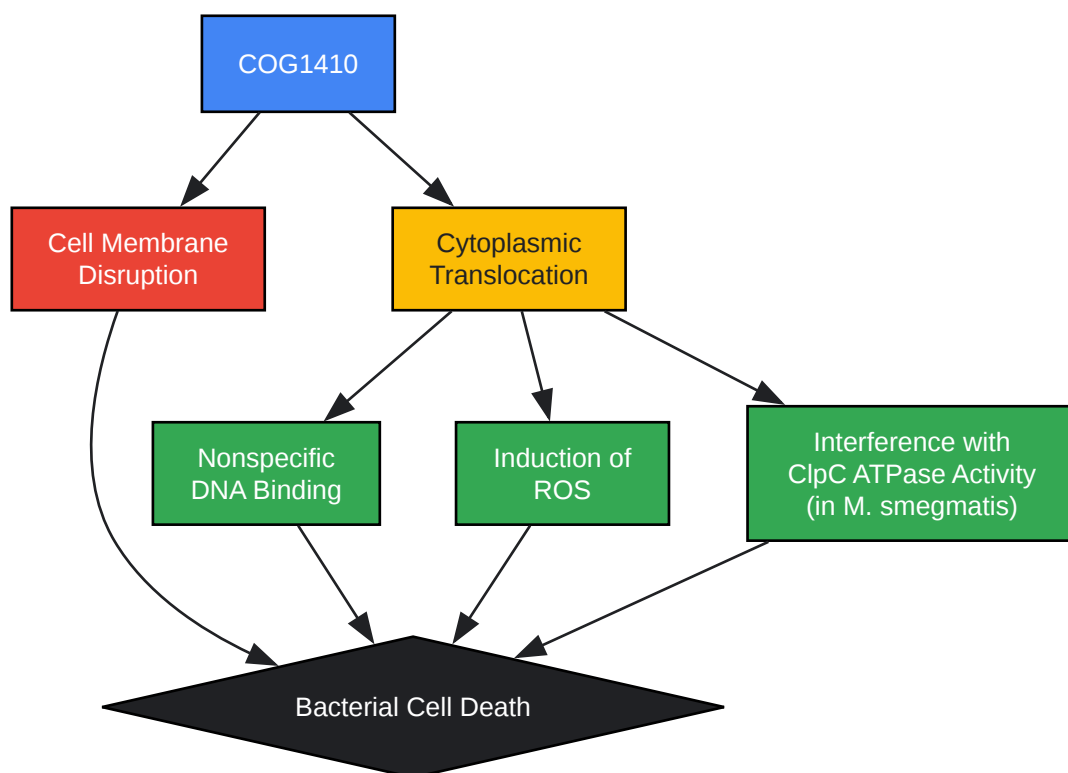 COG1410
Cell Membrane
Disruption
Cytoplasmic
Translocation
Nonspecific
DNA Binding
Induction of
ROS
Interference with
ClpC ATPase Activity
(in M. smegmatis)
Bacterial Cell Death